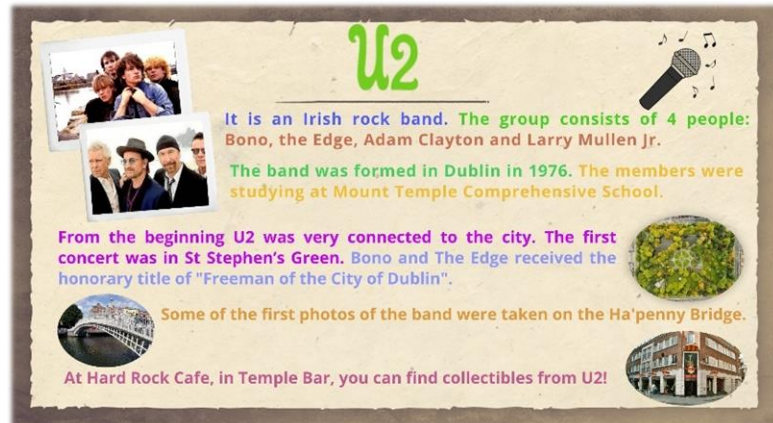 U2
It is an Irish rock band. The group consists of 4 people:
Bono, the Edge, Adam Clayton and Larry Mullen Jr.
The band was formed in Dublin in 1976. The members were
studying at Mount Temple Comprehensive School.
From the beginning U2 was very connected to the city. The first
concert was in St Stephen's Green. Bono and The Edge received the
honorary title of "Freeman of the City of Dublin".
Some of the first photos of the band were taken on the Ha'penny Bridge.
At Hard Rock Cafe, in Temple Bar, you can find collectibles from U2!